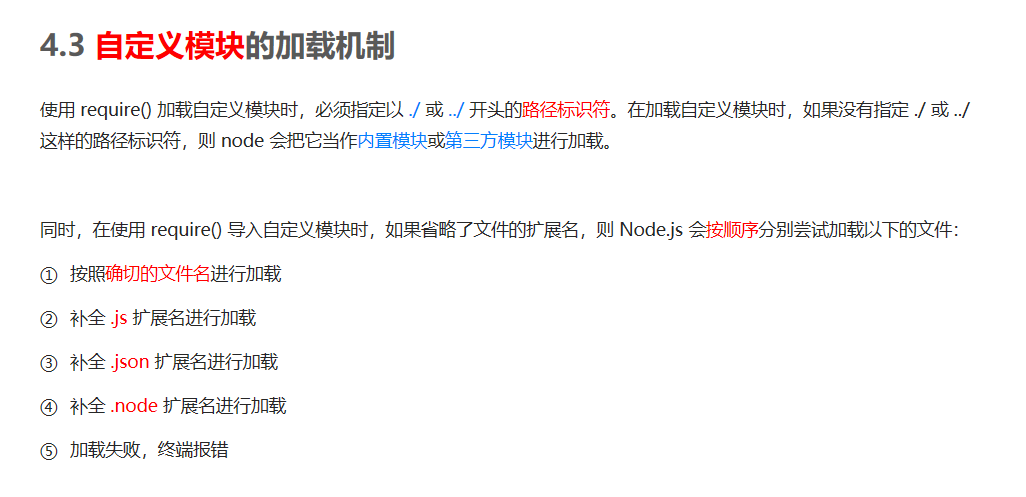 4.3 自定义模块的加载机制
使用 require() 加载自定义模块时，必须指定以 ./ 或 ../ 开头的路径标识符。在加载自定义模块时，如果没有指定 ./ 或 ../
这样的路径标识符，则 node 会把它当作内置模块或第三方模块进行加载。
同时，在使用 require() 导入自定义模块时，如果省略了文件的扩展名，则 Node.js 会按顺序分别尝试加载以下的文件：
① 按照确切的文件名进行加载
② 补全 .js 扩展名进行加载
③ 补全 .json 扩展名进行加载
④ 补全 .node 扩展名进行加载
⑤ 加载失败，终端报错